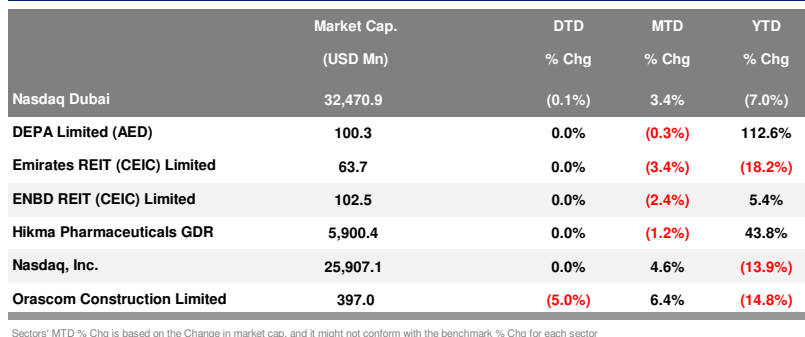 Market Cap. DTD MTD YTD
(USD Mn) % Chg % Chg % Chg
Nasdaq Dubai 32,470.9 (0.1%) 3.4% (7.0%)
DEPA Limited (AED) 100.3 0.0% (0.3%) 112.6%
Emirates REIT (CEIC) Limited 63.7 0.0% (3.4%) (18.2%)
ENBD REIT (CEIC) Limited 102.5 0.0% (2.4%) 5.4%
Hikma Pharmaceuticals GDR 5,900.4 0.0% (1.2%) 43.8%
Nasdaq, Inc. 25,907.1 0.0% 4.6% (13.9%)
Orascom Construction Limited 397.0 (5.0%) 6.4% (14.8%)
Sectors' MTD % Chg is based on the Change in market cap. and it might not conform with the benchmark % Chg for each sector